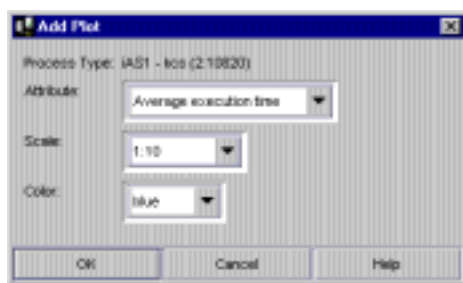 Add Plot
Process Type: iAS1 - kcs (2:10820)
Attribute:
Average execution time
Scale:
1:10
Color:
blue
OK Cancel Help